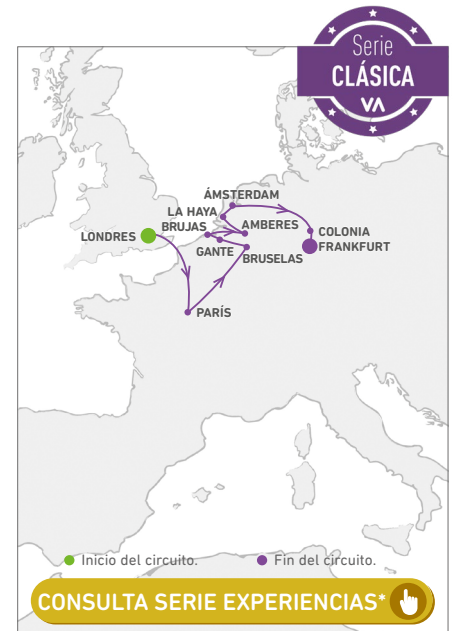 Serie
CLÁSICA
VA
ÁMSTERDAM
LA HAYA
BRUJAS
AMBERES
COLONIA
LONDRES
GANTE
FRANKFURT
BRUSELAS
PARÍS
Inicio del circuito.
Fin del circuito.
CONSULTA SERIE EXPERIENCIAS*